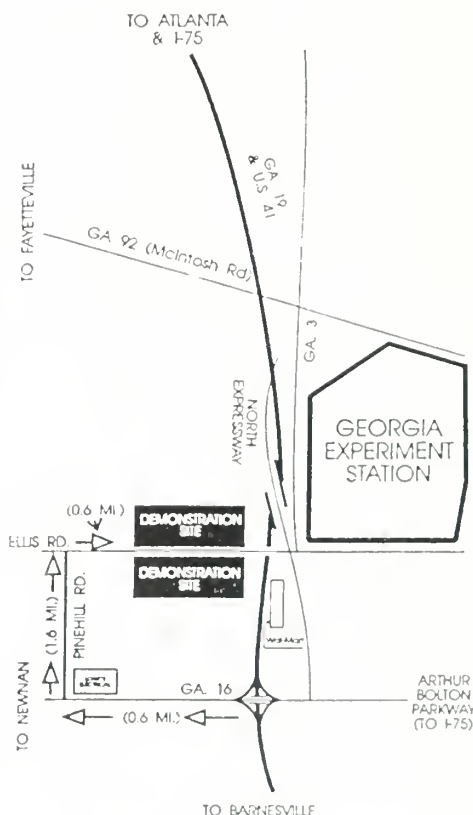 TO ATLANTA
& I-75
GA. 19
& U.S 41
TO FAYETTEVILLE
GA 92 (McIntosh Rd)
GA. 3
NORTH
EXPRESSWAY
GEORGIA
EXPERIMENT
STATION
(0.6 MI.)
DEMONSTRATION
SITE
ELLIS RD.
DEMONSTRATION
SITE
PINEHILL RD.
(1.6 MI.)
Wal-Mart
GA. 16
TO NEWNAN
(0.6 MI.)
ARTHUR
BOLTON
PARKWAY
(TO I-75)
TO BARNESVILLE